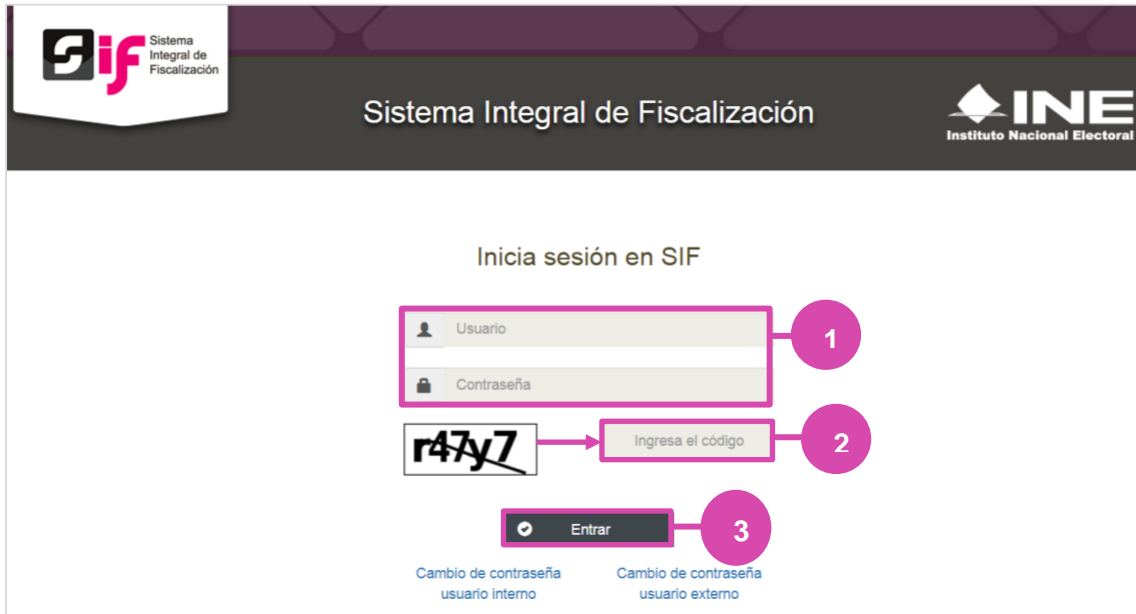 Sif
Sistema
Integral de
Fiscalización
Sistema Integral de Fiscalización
INE
Instituto Nacional Electoral
Inicia sesión en SIF
Usuario
1
Contraseña
r47y7
Ingresa el código
2
Entrar
3
Cambio de contraseña
usuario interno
Cambio de contraseña
usuario externo